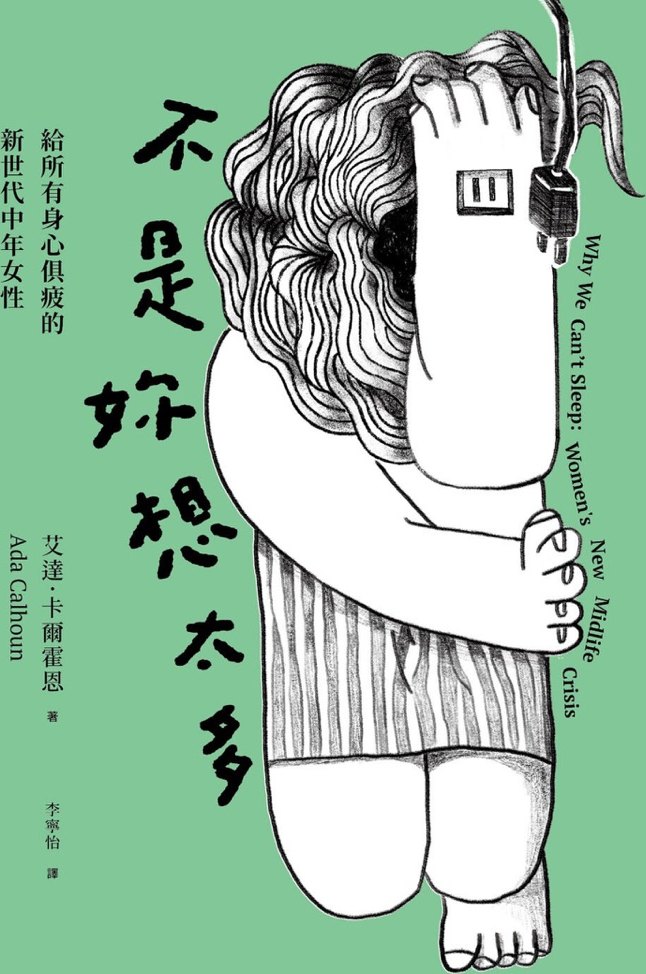 不是妳想太多
給所有身心俱疲的
新世代中年女性
Why We Can't Sleep: Women's New Midlife Crisis
艾達·卡爾霍恩 著
Ada Calhoun
李寧怡 譯